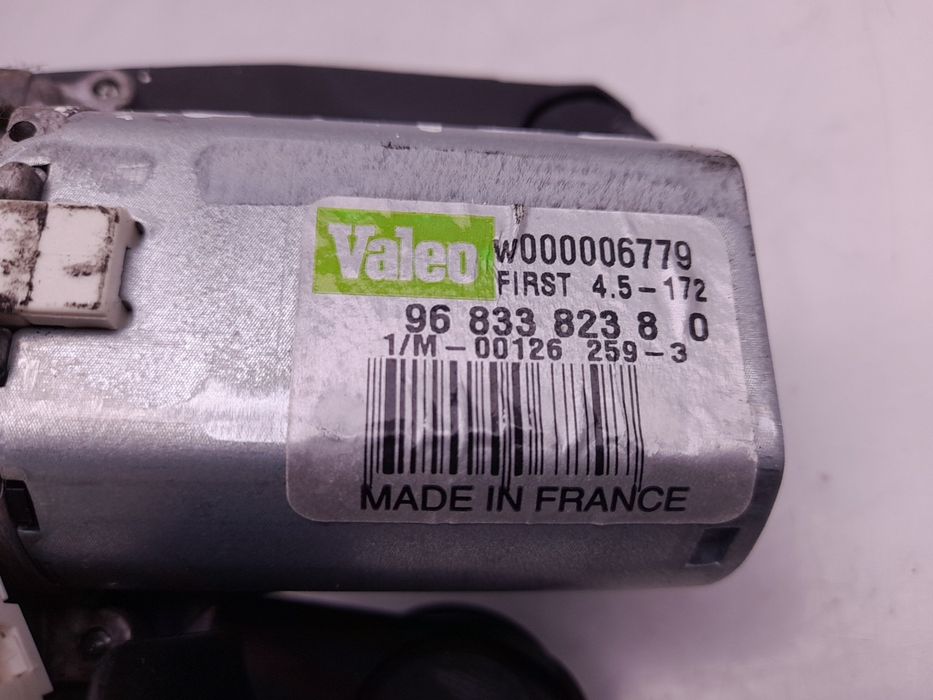 Valeo W000006779
FIRST 4.5-172
96 833 823 8 0
1/M-00126 259-3
MADE IN FRANCE